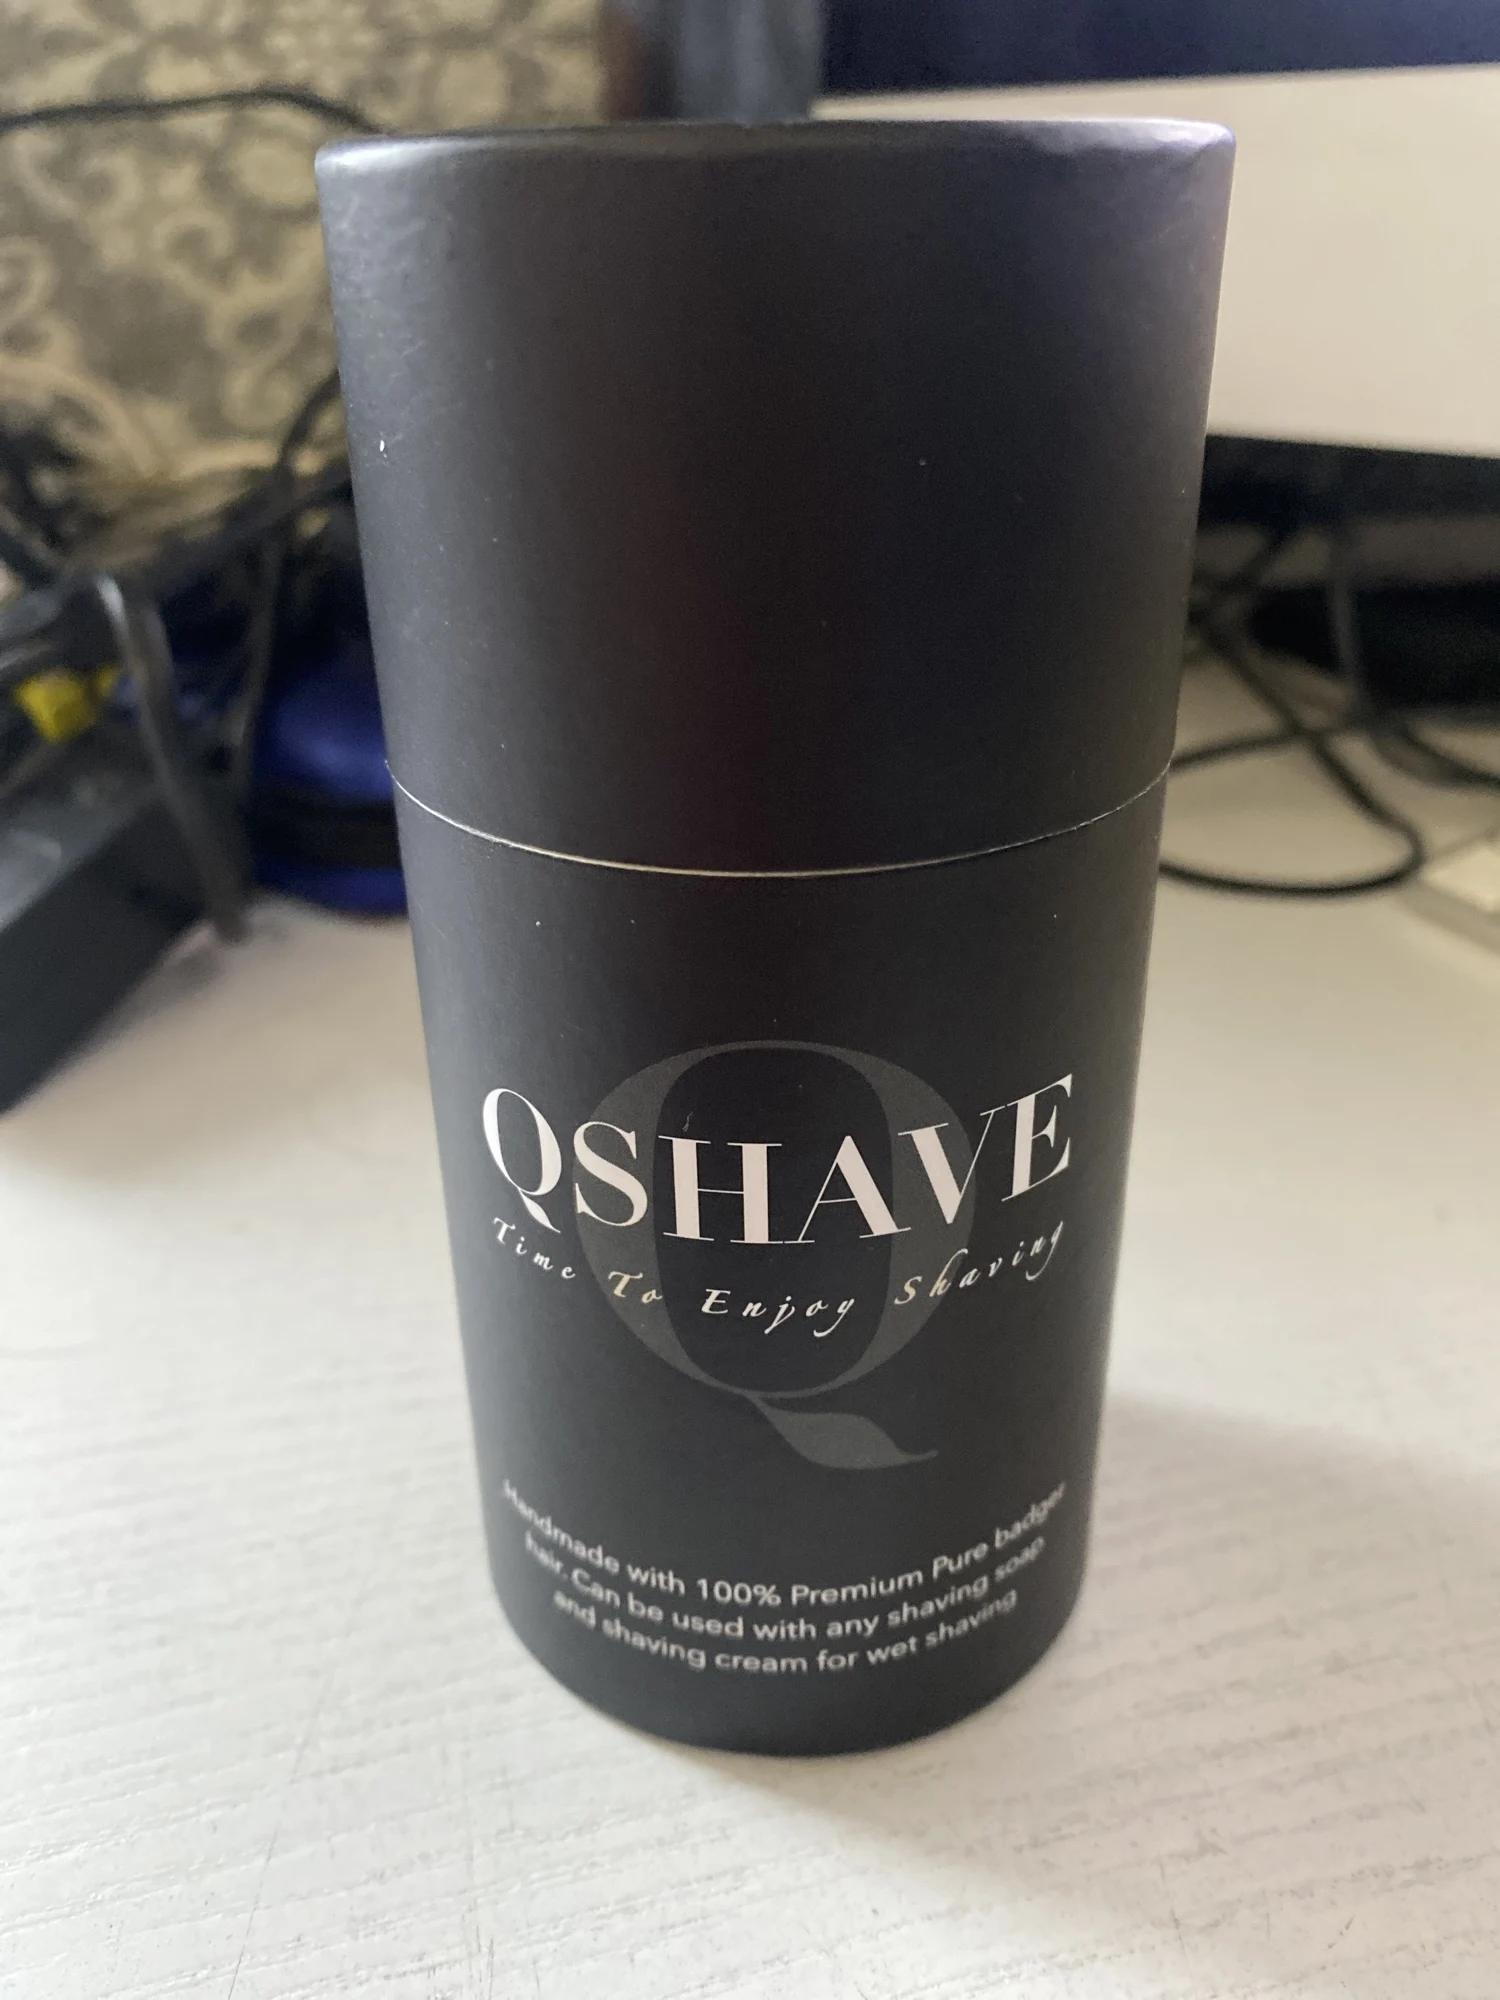 QSHAVE
Time To Enjoy Shaving
Handmade with 100% Premium Pure badger
hair. Can be used with any shaving soap
and shaving cream for wet shaving